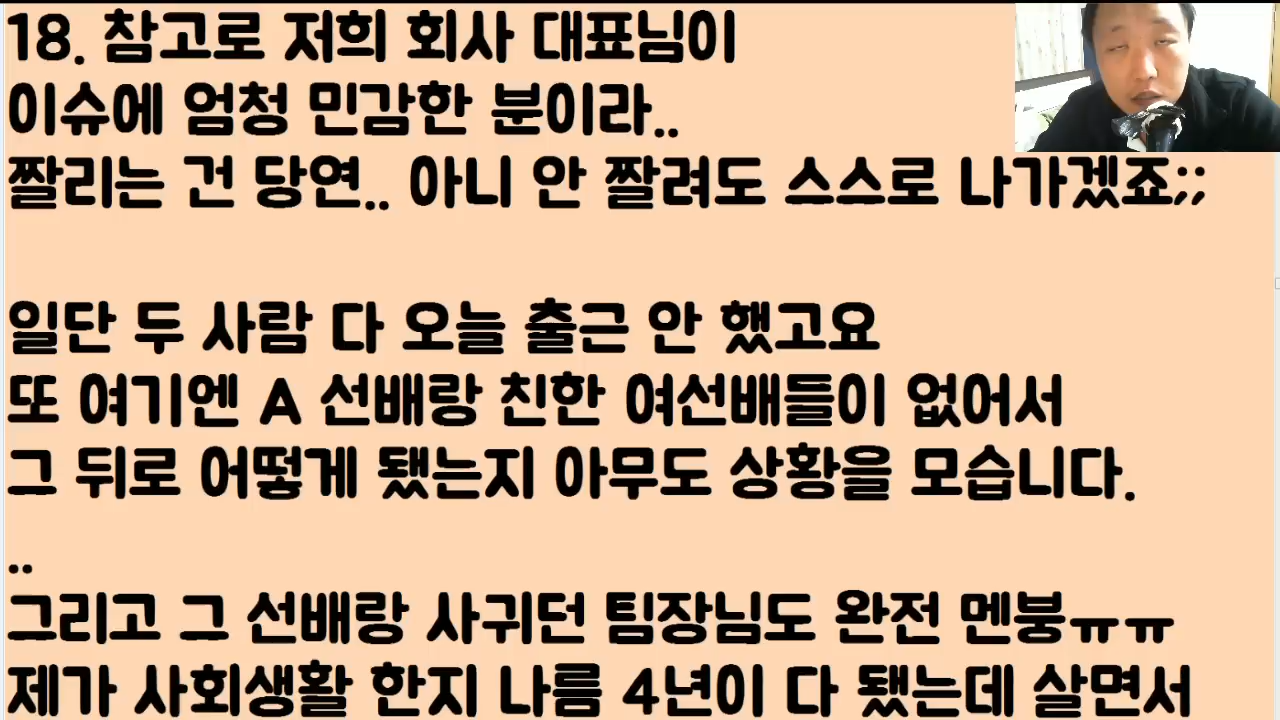 18. 참고로 저희 회사 대표님이
이슈에 엄청 민감한 분이라..
짤리는 건 당연.. 아니 안 짤려도 스스로 나가겠죠;;
일단 두 사람 다 오늘 출근 안 했고요
또 여기엔 A 선배랑 친한 여선배들이 없어서
그 뒤로 어떻게 됐는지 아무도 상황을 모습니다.
..
그리고 그 선배랑 사귀던 팀장님도 완전 멘붕ㅠㅠ
제가 사회생활 한지 나름 4년이 다 됐는데 살면서